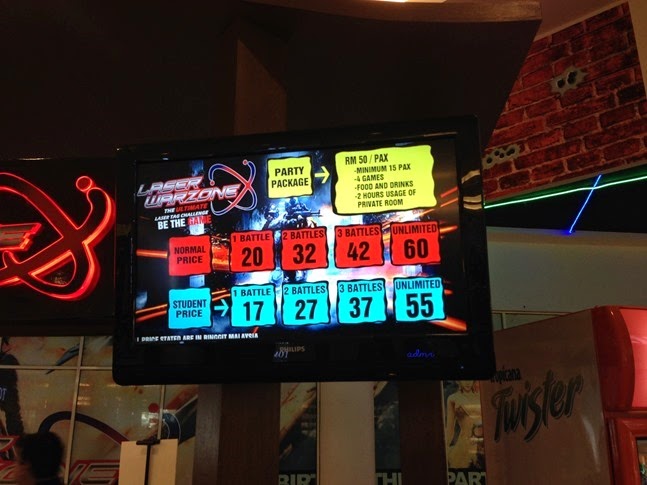 LASER
WARZONE
THE ULTIMATE
LASER TAG CHALLENGE
BE THE GAME
PARTY
PACKAGE
RM 50 / PAX
-MINIMUM 15 PAX
-4 GAMES
-FOOD AND DRINKS
-2 HOURS USAGE OF
PRIVATE ROOM
NORMAL
PRICE
1 BATTLE
20
2 BATTLES
32
3 BATTLES
42
UNLIMITED
60
STUDENT
PRICE
1 BATTLE
17
2 BATTLES
27
3 BATTLES
37
UNLIMITED
55
PRICE STATED ARE IN RINGGIT MALAYSIA
PHILIPS
Twister